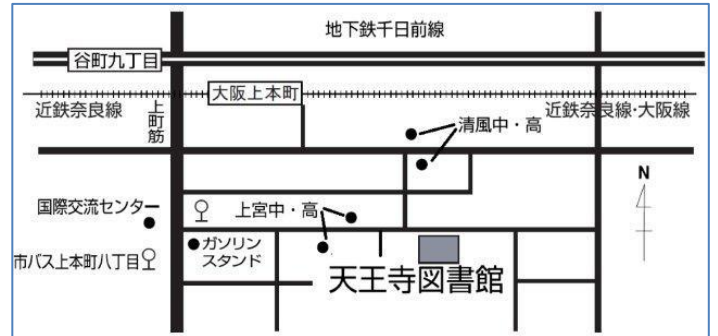 地下鉄千日前線
谷町九丁目
大阪上本町
近鉄奈良線
上町筋
近鉄奈良線・大阪線
清風中・高
N
国際交流センター
上宮中・高
市バス上本町八丁目
ガソリン
スタンド
天王寺図書館